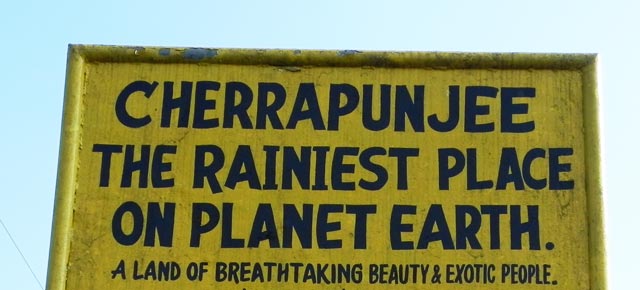 CHERRAPUNJEE
THE RAINIEST PLACE
ON PLANET EARTH.
A LAND OF BREATHTAKING BEAUTY & EXOTIC PEOPLE.